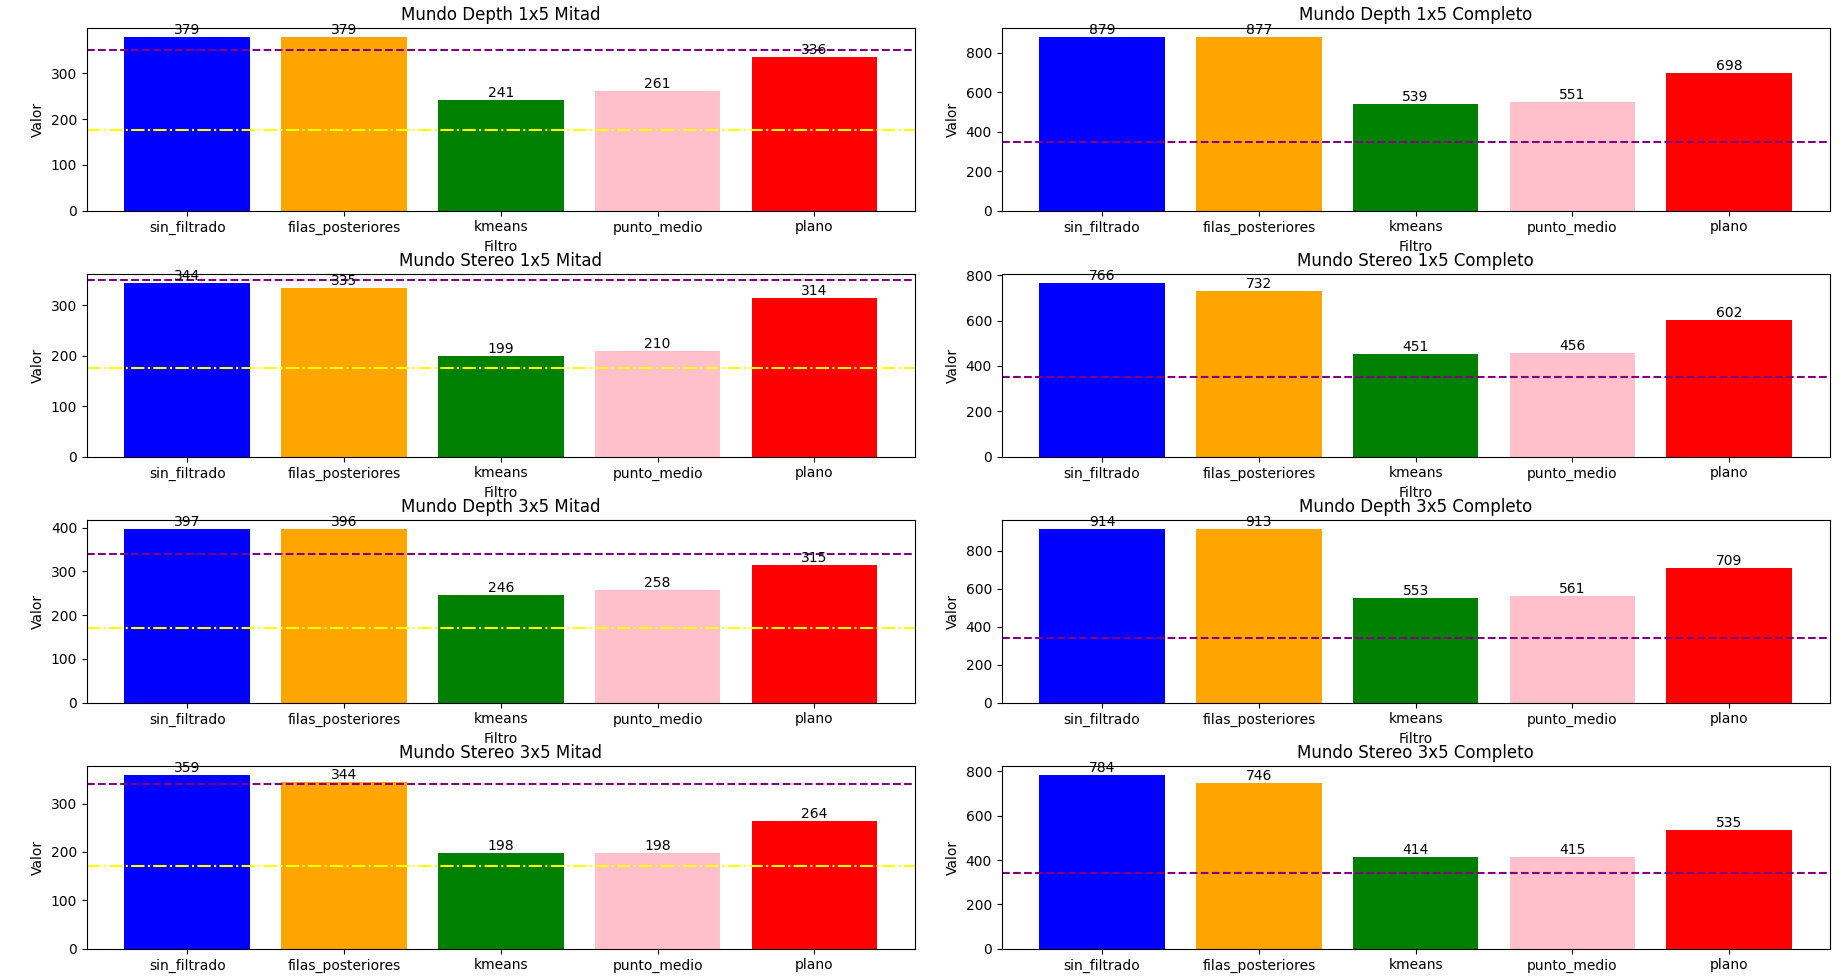 Mundo Depth 1x5 Mitad
379 379 241 261 336
Valor
300
200
100
0
sin_filtrado filas_posteriores kmeans punto_medio plano
Filtro
Mundo Depth 1x5 Completo
879 877 539 551 698
Valor
800
600
400
200
0
sin_filtrado filas_posteriores kmeans punto_medio plano
Filtro
Mundo Stereo 1x5 Mitad
344 335 199 210 314
Valor
300
200
100
0
sin_filtrado filas_posteriores kmeans punto_medio plano
Filtro
Mundo Stereo 1x5 Completo
766 732 451 456 602
Valor
800
600
400
200
0
sin_filtrado filas_posteriores kmeans punto_medio plano
Filtro
Mundo Depth 3x5 Mitad
397 396 246 258 315
Valor
400
300
200
100
0
sin_filtrado filas_posteriores kmeans punto_medio plano
Filtro
Mundo Depth 3x5 Completo
914 913 553 561 709
Valor
800
600
400
200
0
sin_filtrado filas_posteriores kmeans punto_medio plano
Filtro
Mundo Stereo 3x5 Mitad
359 344 198 198 264
Valor
300
200
100
0
sin_filtrado filas_posteriores kmeans punto_medio plano
Mundo Stereo 3x5 Completo
784 746 414 415 535
Valor
800
600
400
200
0
sin_filtrado filas_posteriores kmeans punto_medio plano